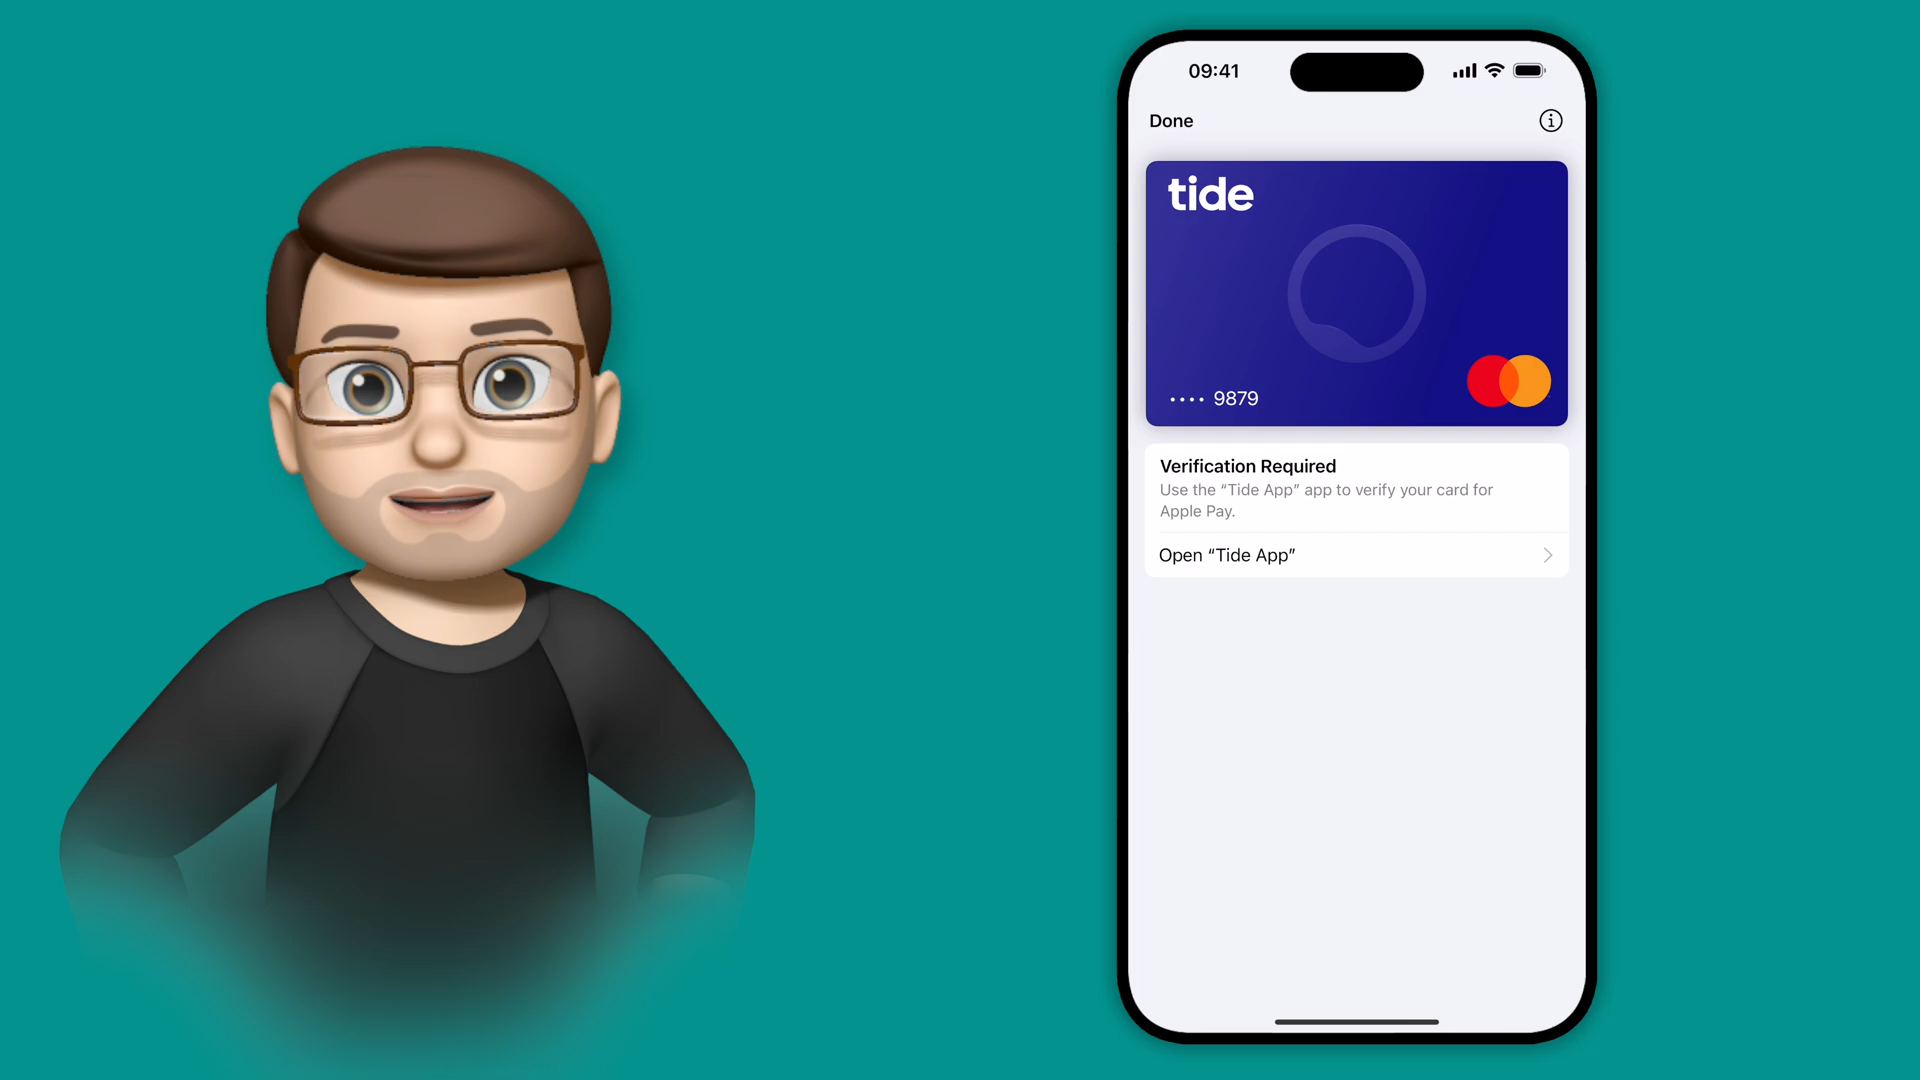 09:41
Done
tide
•••• 9879
Verification Required
Use the “Tide App” app to verify your card for
Apple Pay.
Open “Tide App”